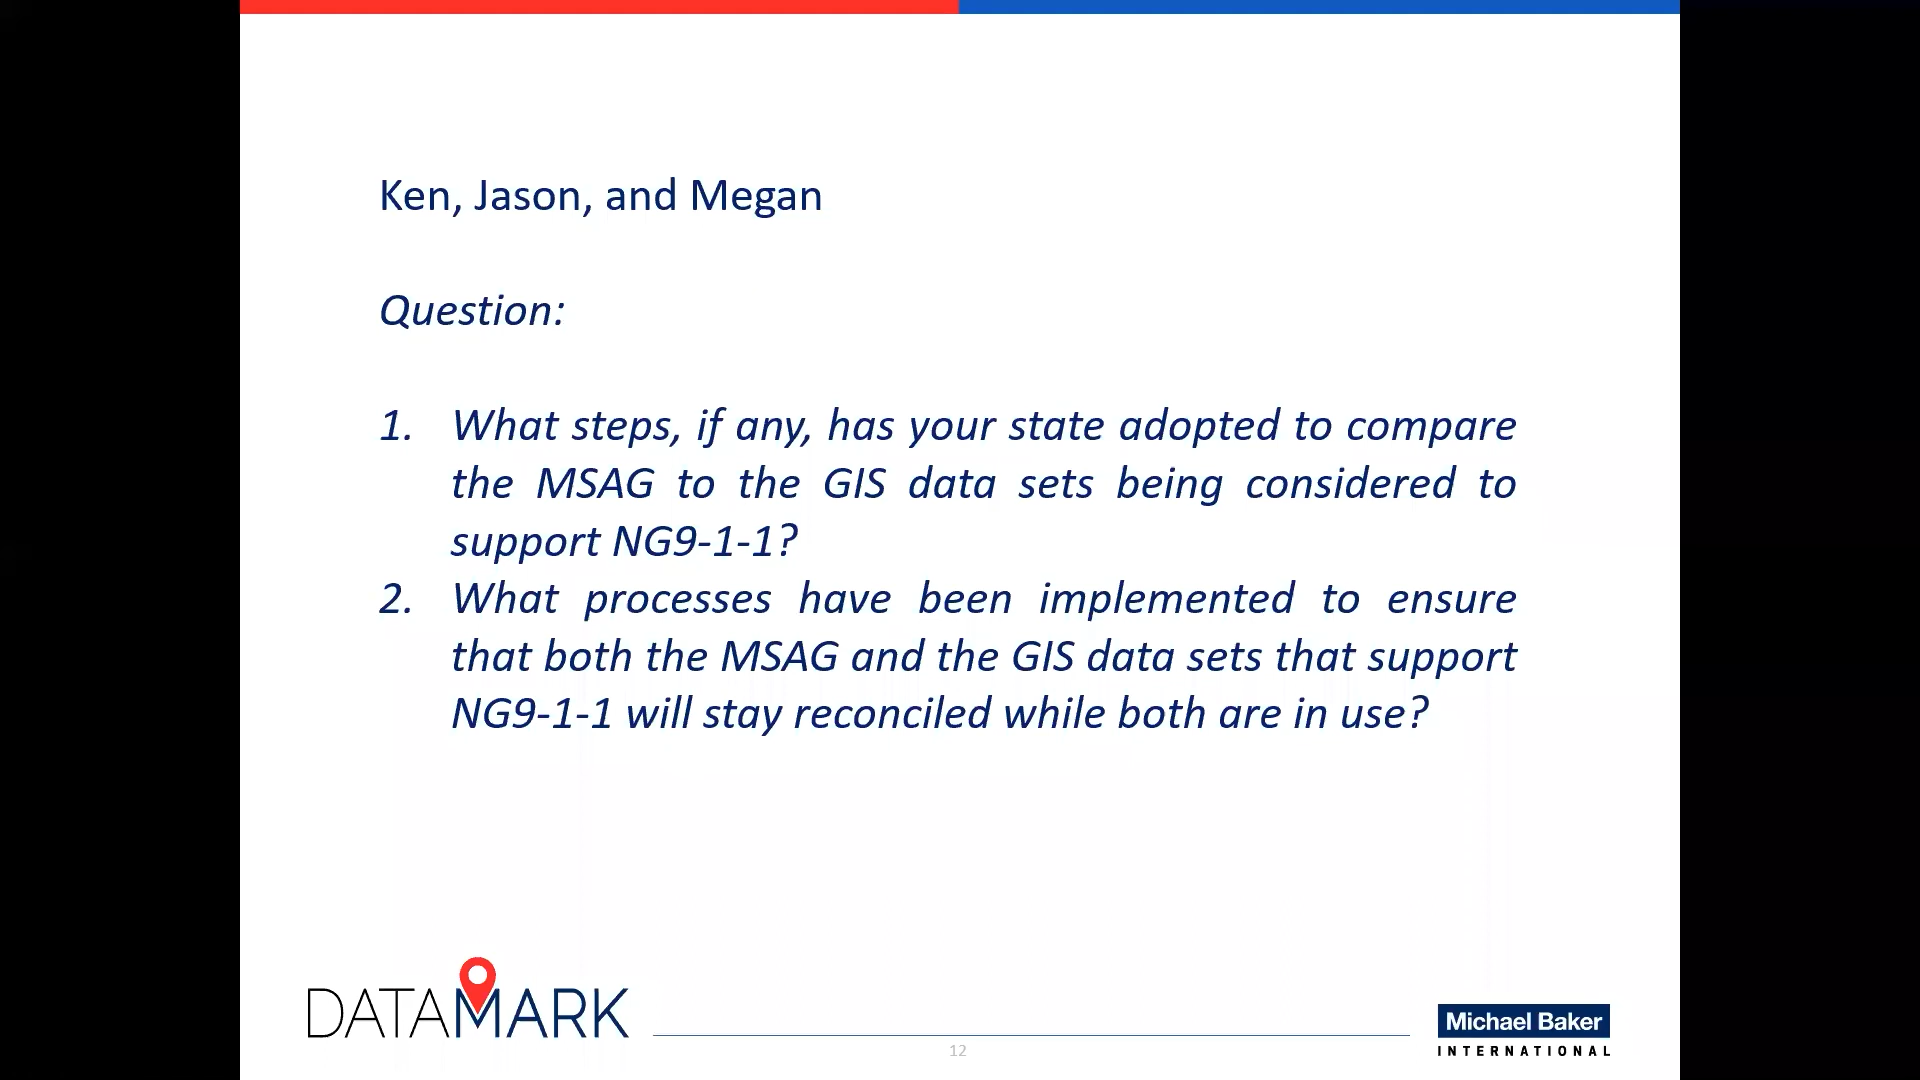 Ken, Jason, and Megan
Question:
1. What steps, if any, has your state adopted to compare
the MSAG to the GIS data sets being considered to
support NG9-1-1?
2. What processes have been implemented to ensure
that both the MSAG and the GIS data sets that support
NG9-1-1 will stay reconciled while both are in use?
DATAMARK
12
Michael Baker
INTERNATIONAL